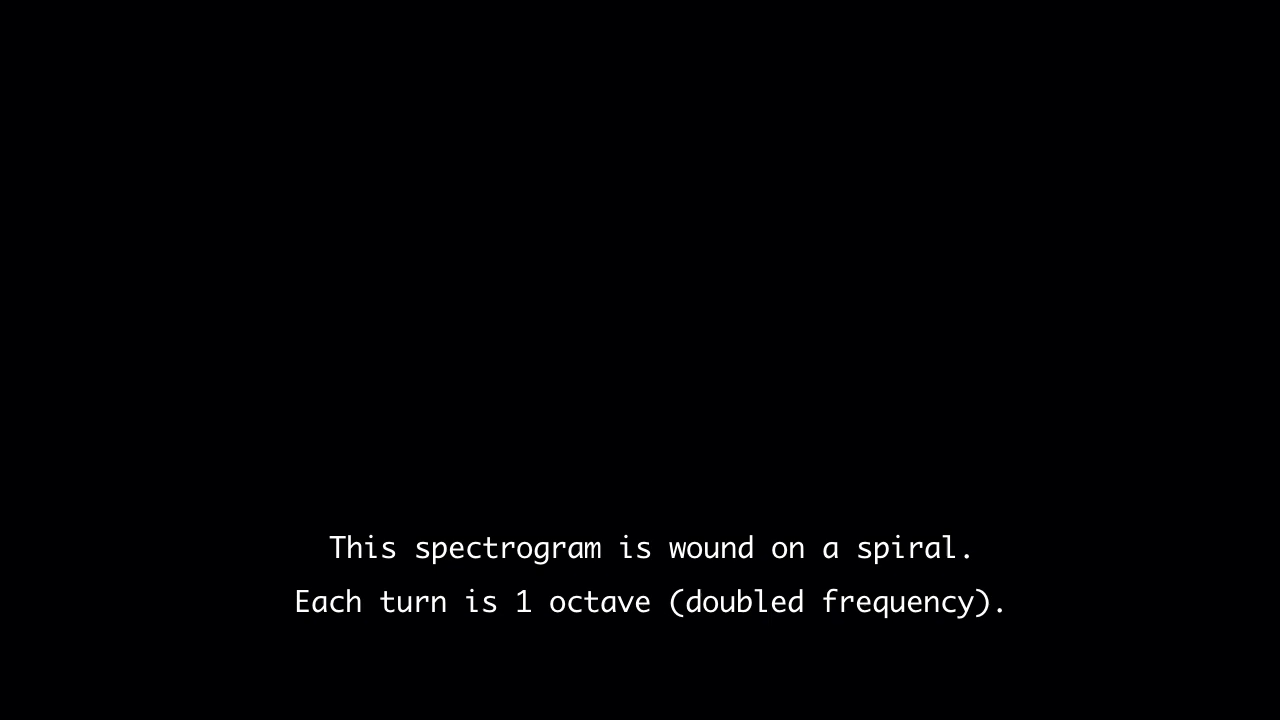 This spectrogram is wound on a spiral.
Each turn is 1 octave (doubled frequency).